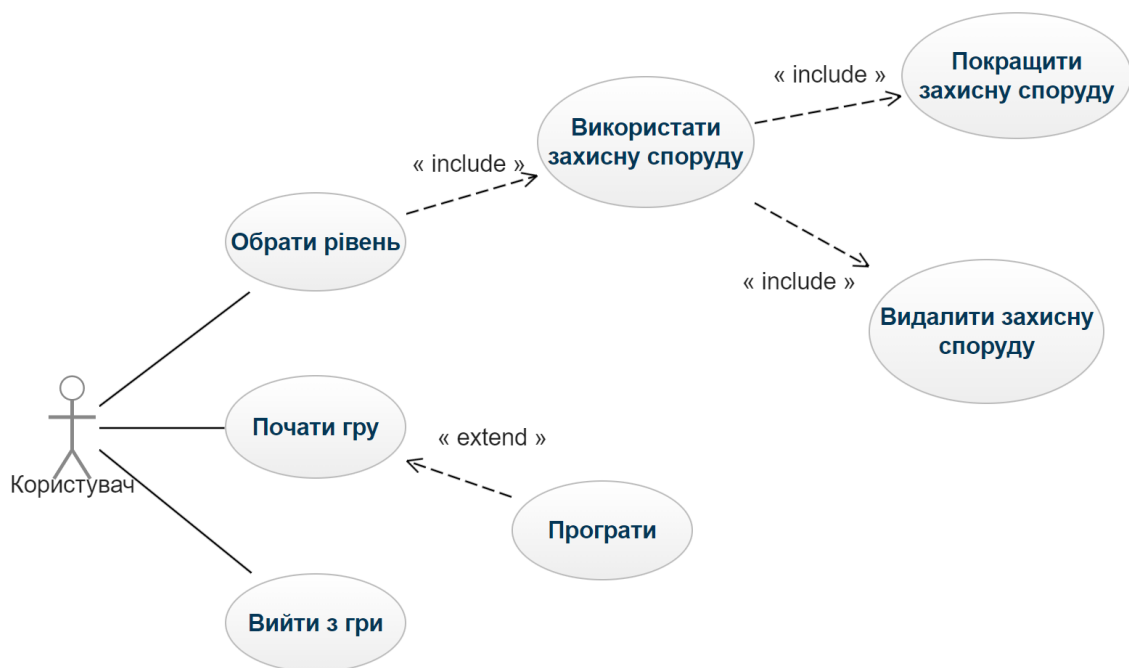 Покращити
захисну споруду
« include »
Використати
захисну споруду
« include »
Обрати рівень
« include »
Видалити захисну
споруду
Почати гру
« extend »
Користувач
Програти
Вийти з гри